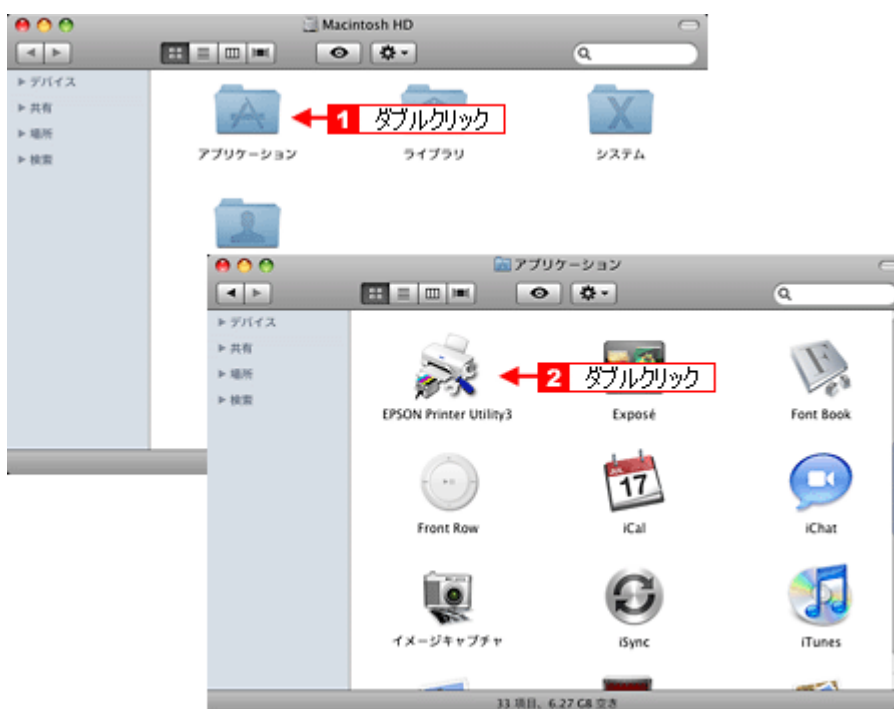 Macintosh HD
デバイス
共有
場所
検索
1 ダブルクリック
アプリケーション
ライブラリ
システム
アプリケーション
デバイス
共有
場所
検索
2 ダブルクリック
EPSON Printer Utility3
Exposé
Font Book
JUL
17
Front Row
iCal
iChat
イメージキャプチャ
iSync
iTunes
33 項目、6.27 GB 空き